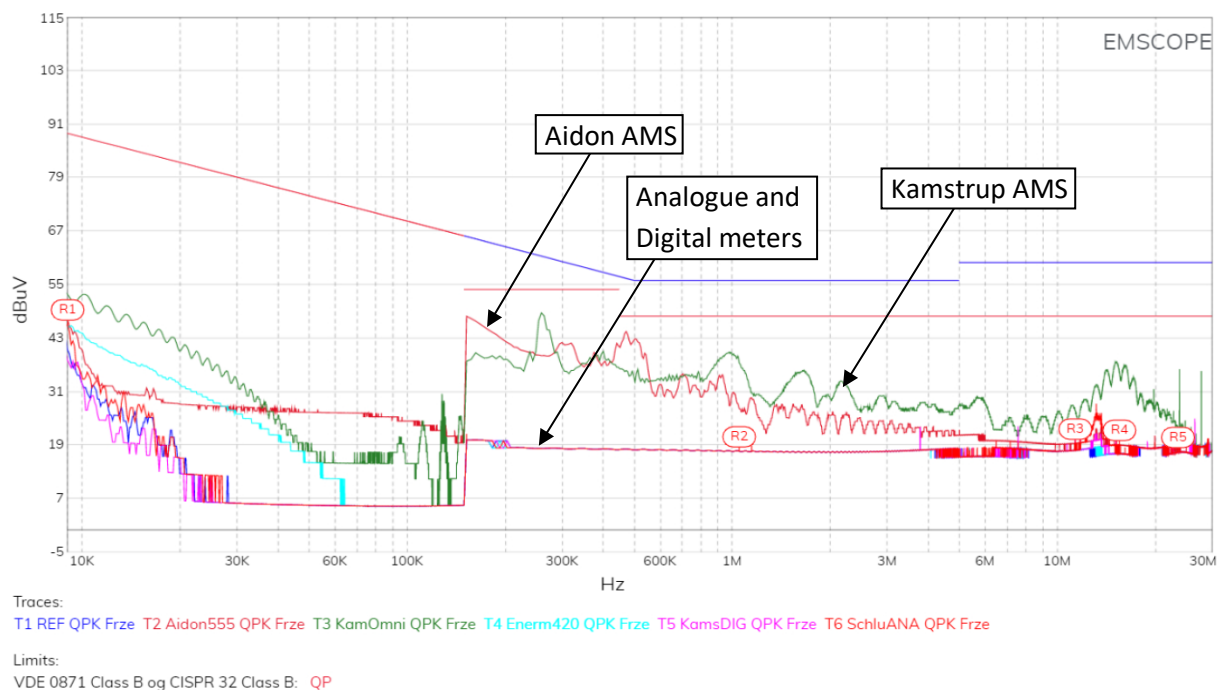 115
EMSCOPE
103
91
Aidon AMS
79
Analogue and
Digital meters
Kamstrup AMS
67
dBuV
55
R1
43
31
R2
R3
R4
R5
19
7
-5
10K
30K
100K
300K
600K
1M
3M
6M
10M
30M
Hz
Traces:
T1 REF QPK Frze T2 Aidon555 QPK Frze T3 KamOmni QPK Frze T4 Enerm420 QPK Frze T5 KamsDIG QPK Frze T6 SchluANA QPK Frze
Limits:
VDE 0871 Class B og CISPR 32 Class B: QP